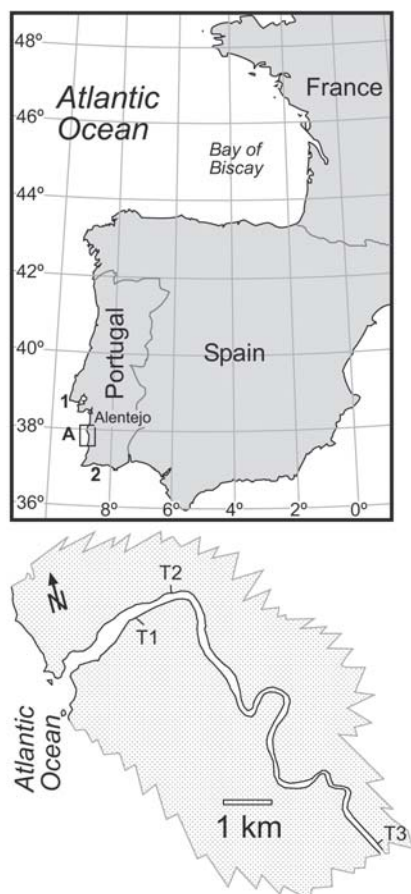 48°
France
Atlantic
Ocean
46°
Bay of
Biscay
44°
42°
Portugal
40°
Spain
1
38°
Alentejo
A
2
36°
10°
8°
6°
4°
2°
0°
N
T2
T1
Atlantic
Ocean
1 km
T3